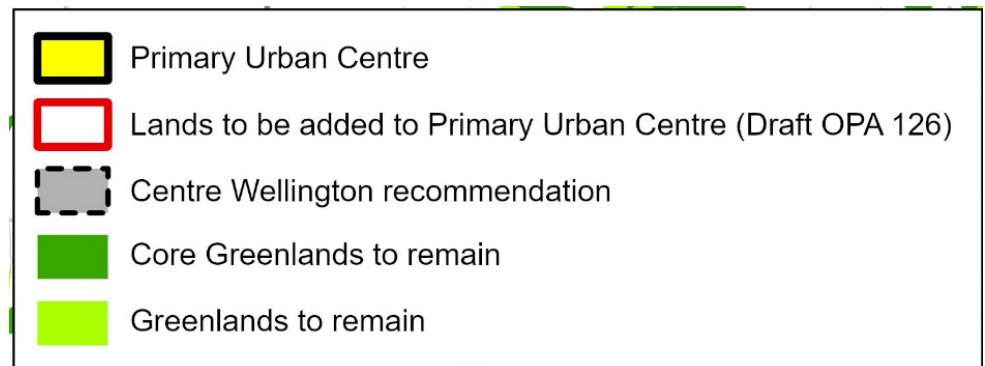 Primary Urban Centre
Lands to be added to Primary Urban Centre (Draft OPA 126)
Centre Wellington recommendation
Core Greenlands to remain
Greenlands to remain